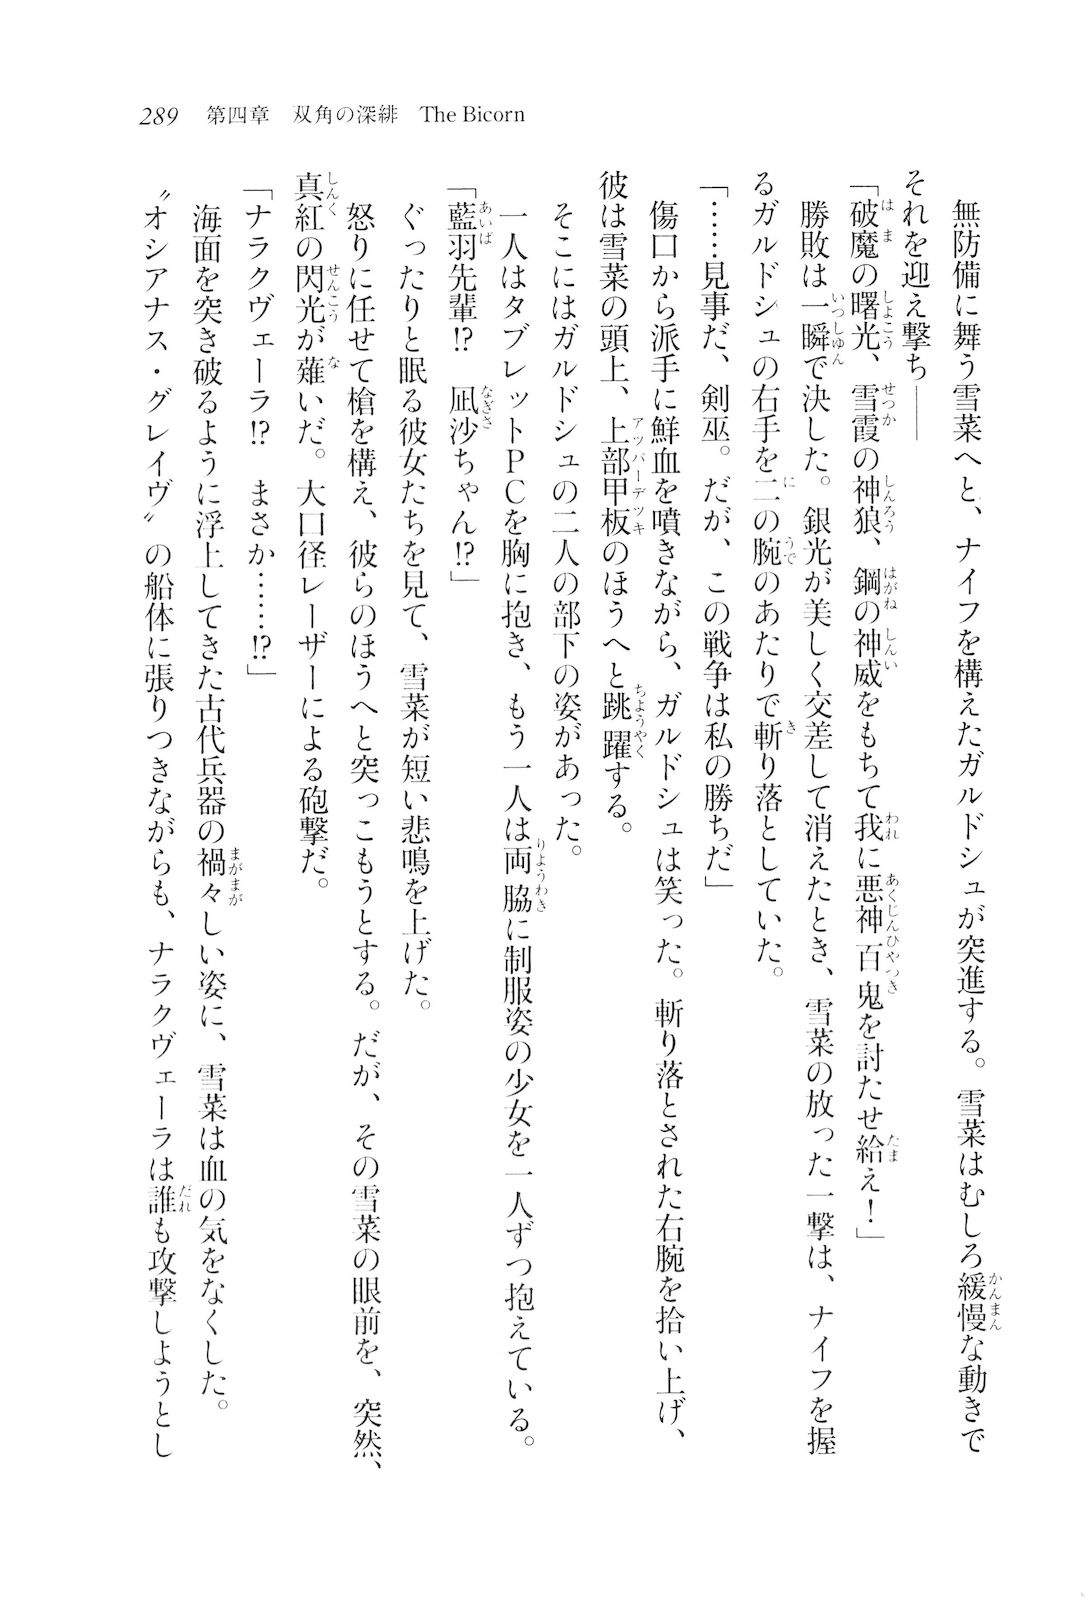 289　第四章　双角の深緋　The Bicorn
　無防備に舞う雪菜へと、ナイフを構えたガルドシュが突進する。雪菜はむしろ緩慢な動きで
それを迎え撃ち――
「破魔の曙光、雪霞の神狼、鋼の神威をもちて我に悪神百鬼を討たせ給え！」
　勝敗は一瞬で決した。銀光が美しく交差して消えたとき、雪菜の放った一撃は、ナイフを握
るガルドシュの右手を二の腕のあたりで斬り落としていた。
「……見事だ、剣巫。だが、この戦争は私の勝ちだ」
　傷口から派手に鮮血を噴きながら、ガルドシュは笑った。斬り落とされた右腕を拾い上げ、
彼は雪菜の頭上、上部甲板のほうへと跳躍する。
　そこにはガルドシュの二人の部下の姿があった。
　一人はタブレットＰＣを胸に抱き、もう一人は両脇に制服姿の少女を一人ずつ抱えている。
「藍羽先輩!?　凪沙ちゃん!?」
　ぐったりと眠る彼女たちを見て、雪菜が短い悲鳴を上げた。
　怒りに任せて槍を構え、彼らのほうへと突っこもうとする。だが、その雪菜の眼前を、突然、
真紅の閃光が薙いだ。大口径レーザーによる砲撃だ。
「ナラクヴェーラ!?　まさか……!?」
　海面を突き破るように浮上してきた古代兵器の禍々しい姿に、雪菜は血の気をなくした。
〝オシアナス・グレイヴ〟の船体に張りつきながらも、ナラクヴェーラは誰も攻撃しようとし